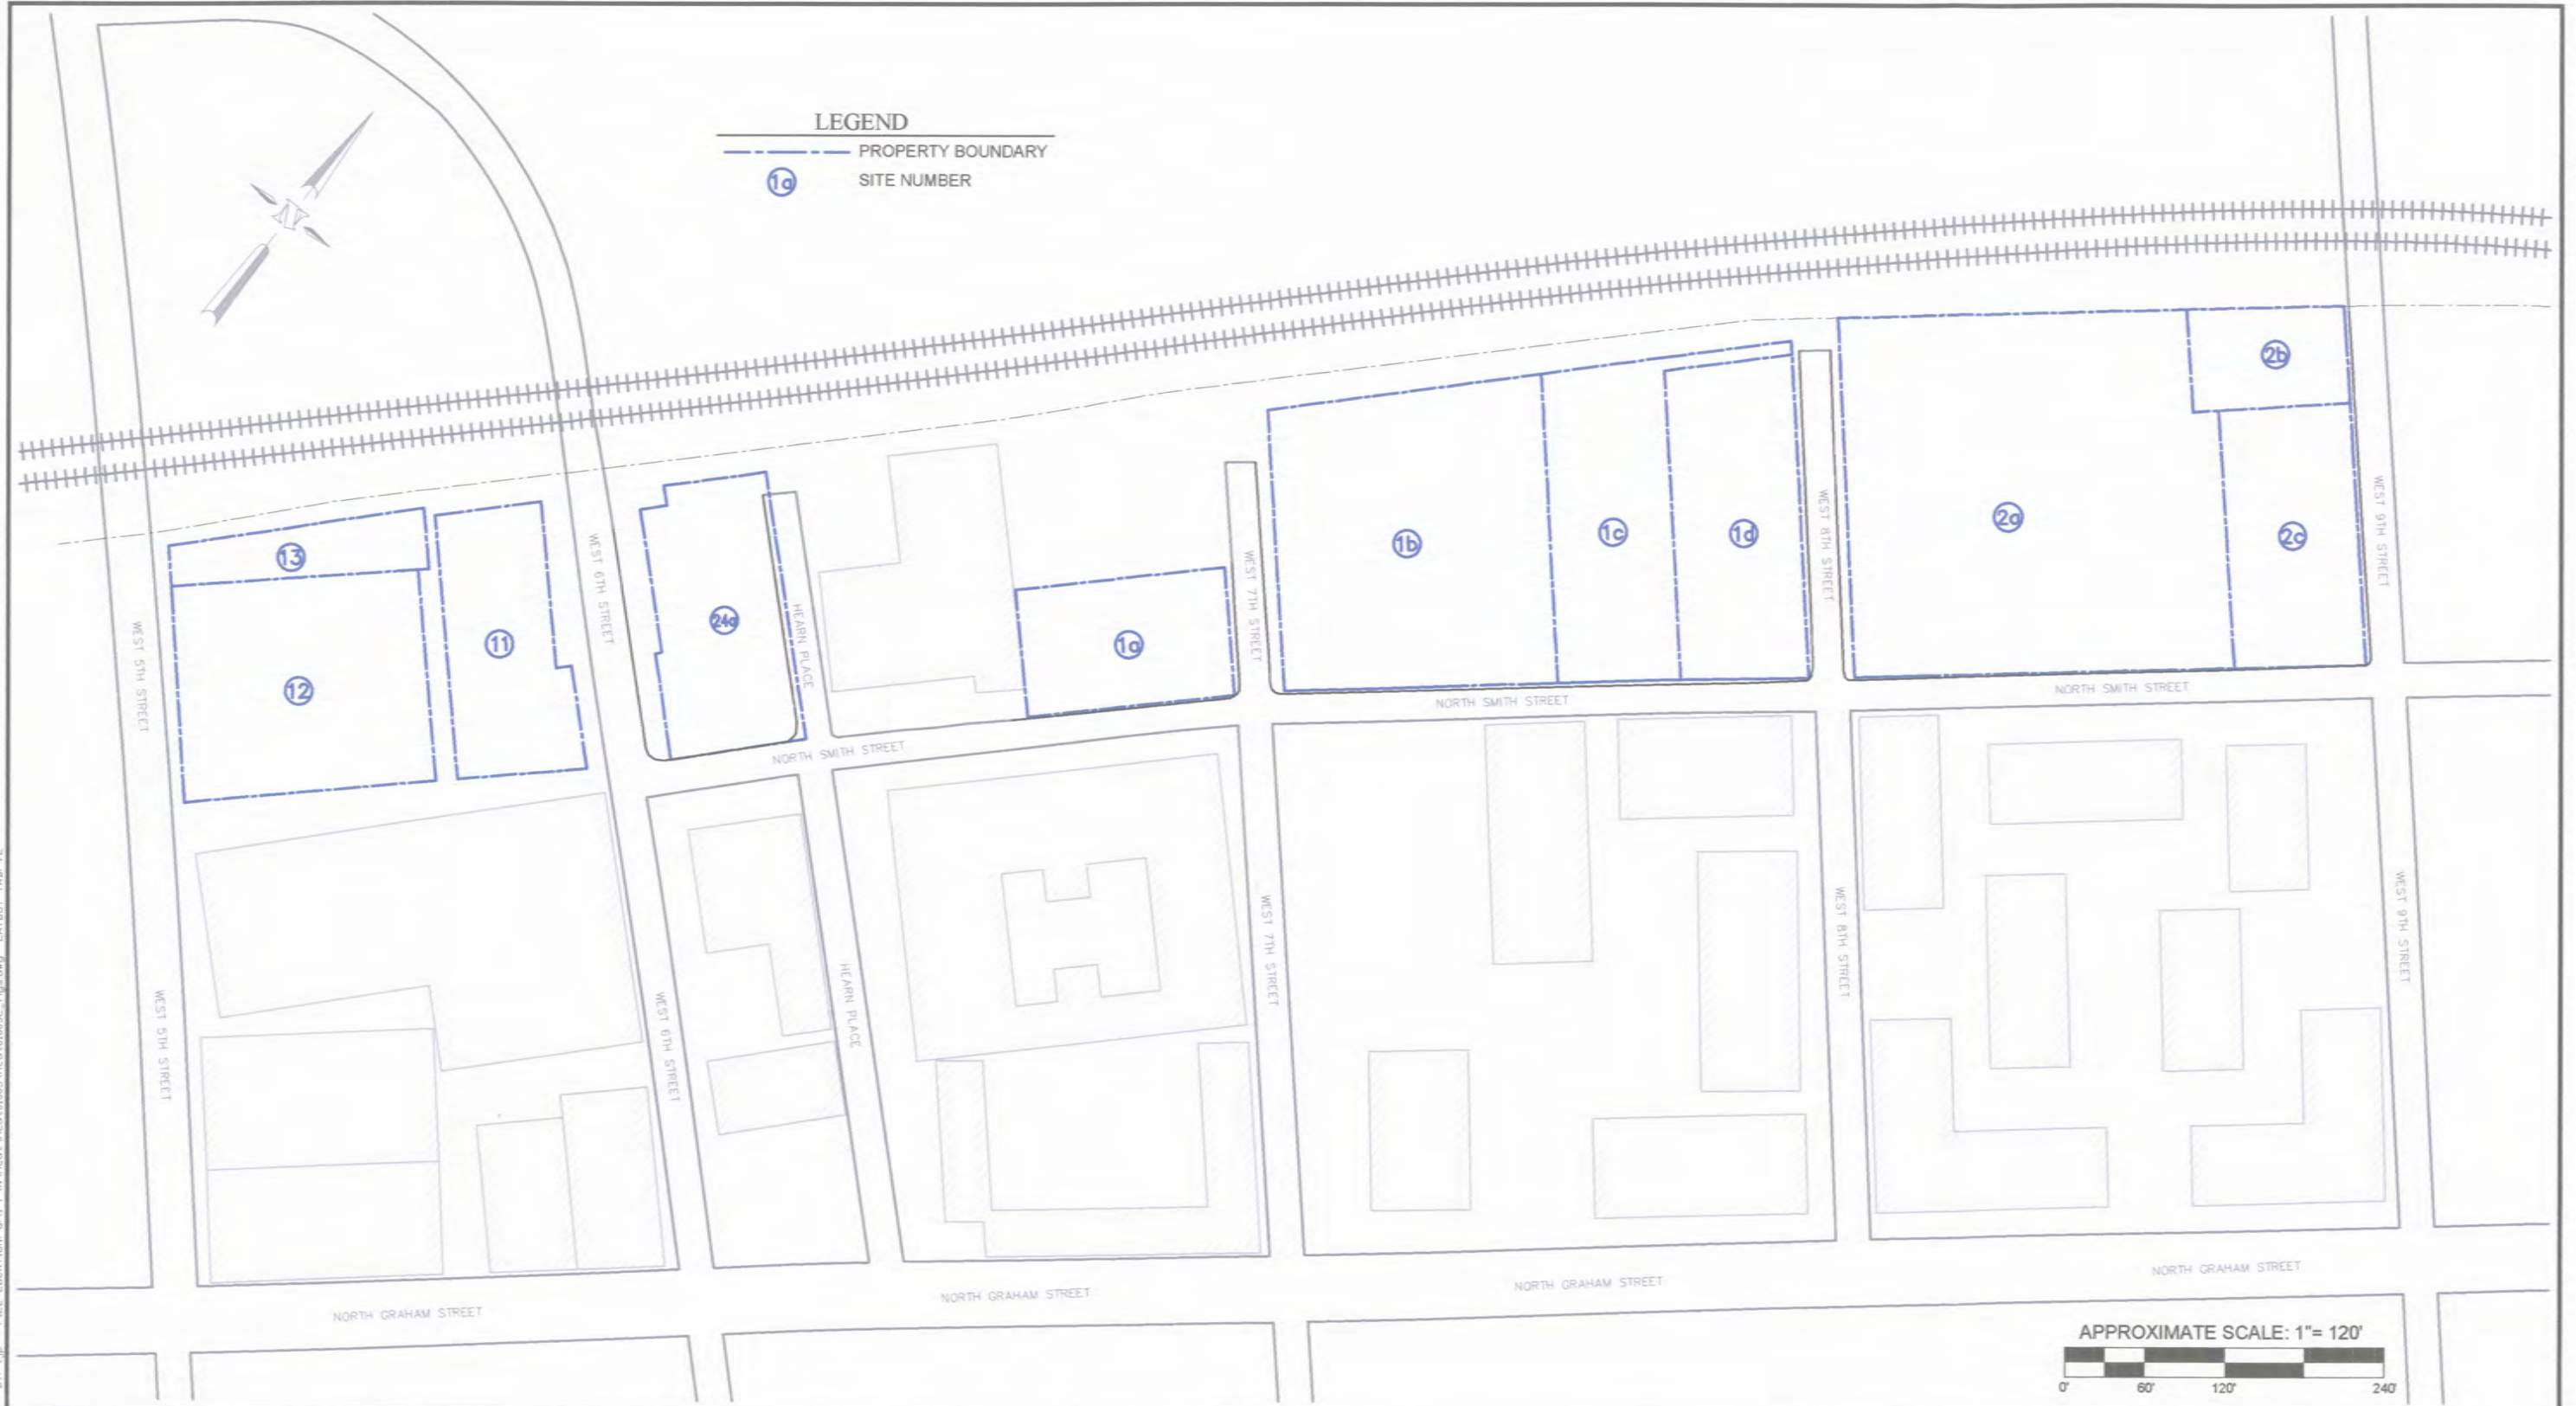 LEGEND
PROPERTY BOUNDARY
1a SITE NUMBER
N
2b
13
11
12
24a
1a
1b
1c
1d
2a
2c
WEST 5TH STREET
WEST 6TH STREET
HEARN PLACE
WEST 7TH STREET
WEST 8TH STREET
WEST 9TH STREET
NORTH SMITH STREET
NORTH SMITH STREET
NORTH SMITH STREET
WEST 5TH STREET
WEST 6TH STREET
HEARN PLACE
WEST 7TH STREET
WEST 8TH STREET
WEST 9TH STREET
NORTH GRAHAM STREET
NORTH GRAHAM STREET
NORTH GRAHAM STREET
NORTH GRAHAM STREET
APPROXIMATE SCALE: 1"= 120'
0' 60' 120' 240'